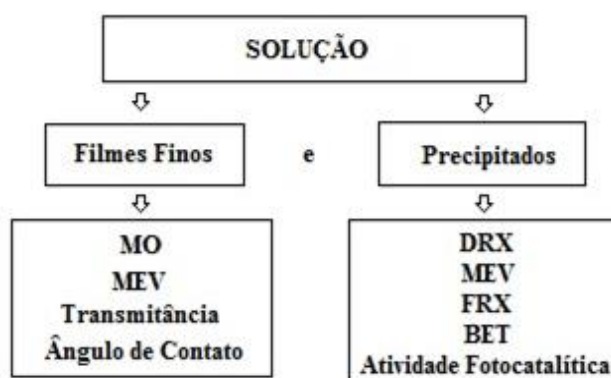 SOLUÇÃO
Filmes Finos
e
Precipitados
MO
MEV
Transmitância
Ângulo de Contato
DRX
MEV
FRX
BET
Atividade Fotocatalítica